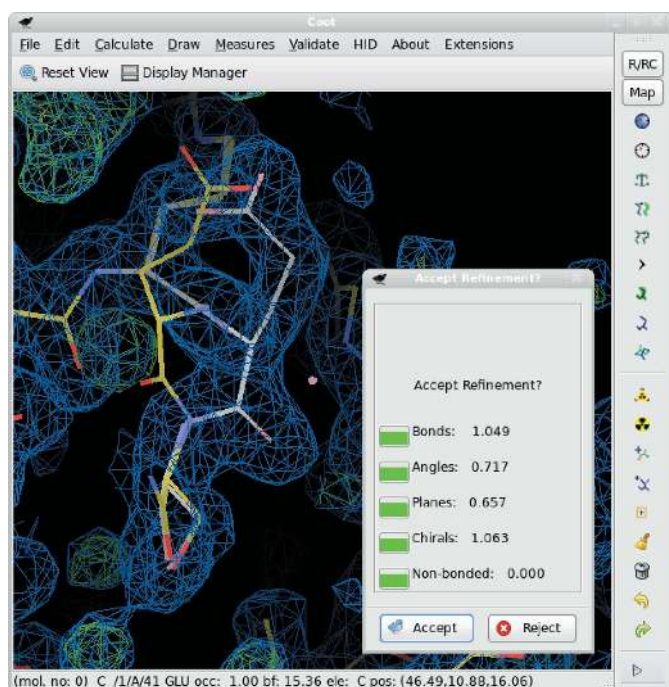 Coot
File Edit Calculate Draw Measures Validate HID About Extensions
Reset View Display Manager
R/RC
Map
Accept Refinement?
Accept Refinement?
Bonds: 1.049
Angles: 0.717
Planes: 0.657
Chirals: 1.063
Non-bonded: 0.000
Accept Reject
(mol. no: 0) C /1/A/41 GLU occ: 1.00 bf: 15.36 ele: C pos: (46.49,10.88,16.06)